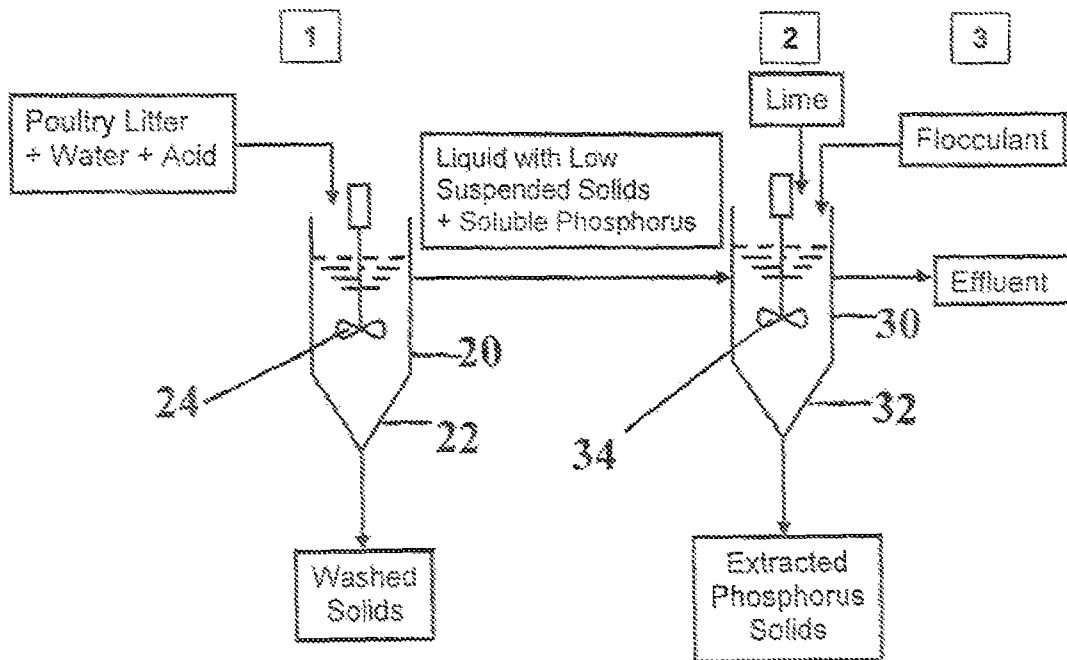 1
2
3
Poultry Litter
+ Water + Acid
Liquid with Low
Suspended Solids
+ Soluble Phosphorus
Lime
Flocculant
Effluent
20
22
24
30
32
34
Washed
Solids
Extracted
Phosphorus
Solids